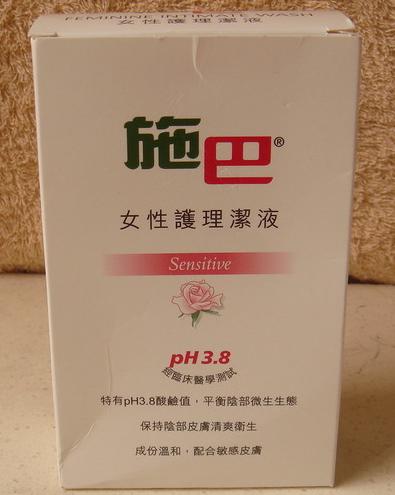 FEMININE INTIMATE WASH
女性護理潔液
施巴®
女性護理潔液
Sensitive
pH3.8
經臨床醫學測試
特有pH3.8酸鹼值，平衡陰部微生生態
保持陰部皮膚清爽衛生
成份溫和，配合敏感皮膚